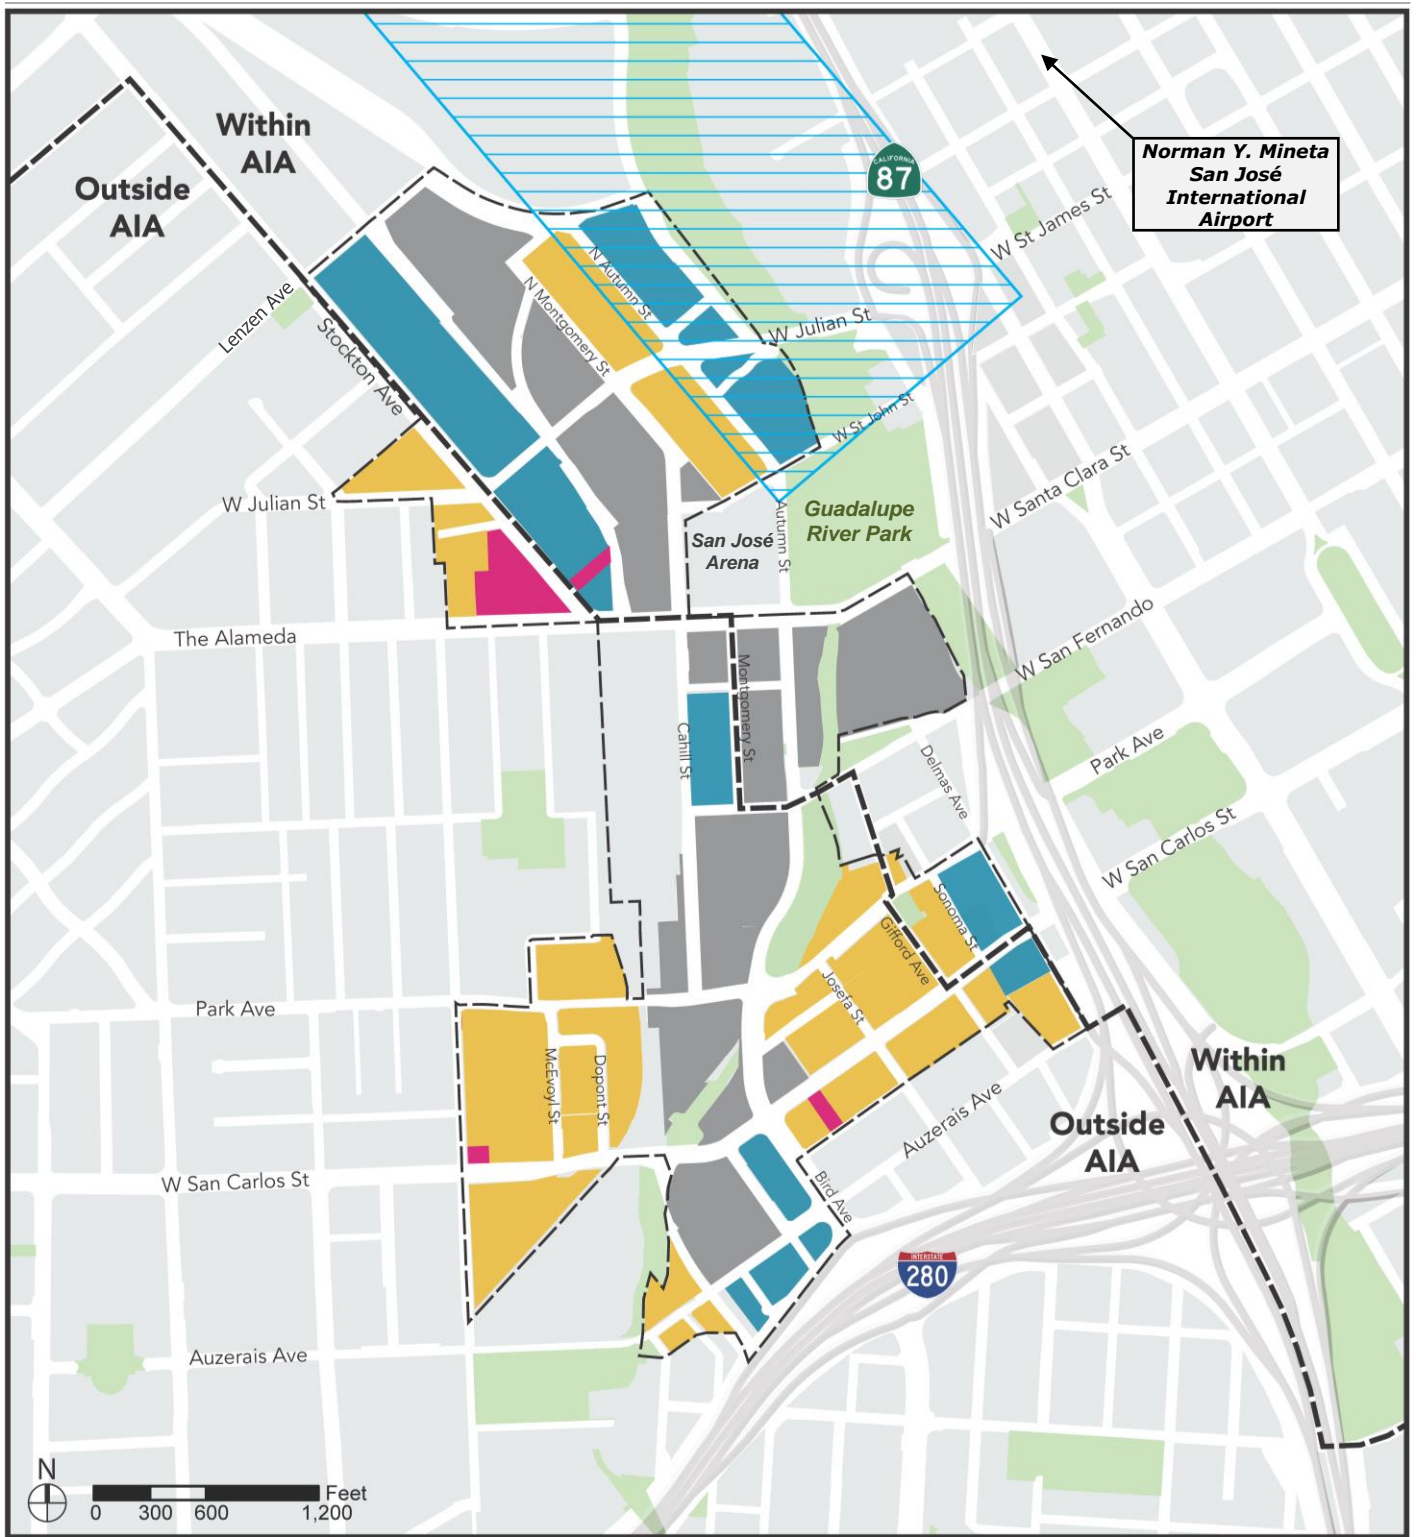 Within
AIA
Outside
AIA
Norman Y. Mineta
San José
International
Airport
CALIFORNIA
87
W St James St
N Autumn St
N Montgomery St
Lenzen Ave
Stockton Ave
W Julian St
W St John St
W Santa Clara St
W Julian St
Guadalupe
River Park
San José
Arena
Autumn St
The Alameda
W San Fernando
Montgomery St
Cahill St
Park Ave
Delmas Ave
W San Carlos St
Sonoma St
Gifford Ave
Josefa St
Park Ave
McEvoyl St
Dopont St
Within
AIA
Outside
AIA
Auzerais Ave
W San Carlos St
Bird Ave
INTERSTATE
280
Auzerais Ave
N
Feet
0 300 600 1,200